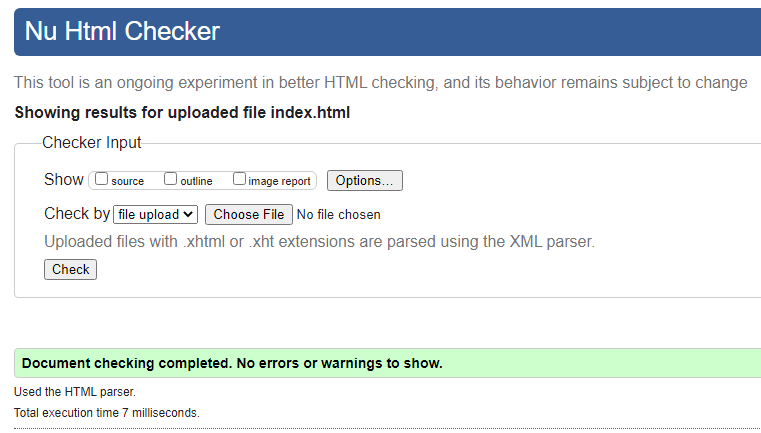 Nu Html Checker
This tool is an ongoing experiment in better HTML checking, and its behavior remains subject to change
Showing results for uploaded file index.html
Checker Input
Show source outline image report Options...
Check by file upload Choose File No file chosen
Uploaded files with .xhtml or .xht extensions are parsed using the XML parser.
Check
Document checking completed. No errors or warnings to show.
Used the HTML parser.
Total execution time 7 milliseconds.